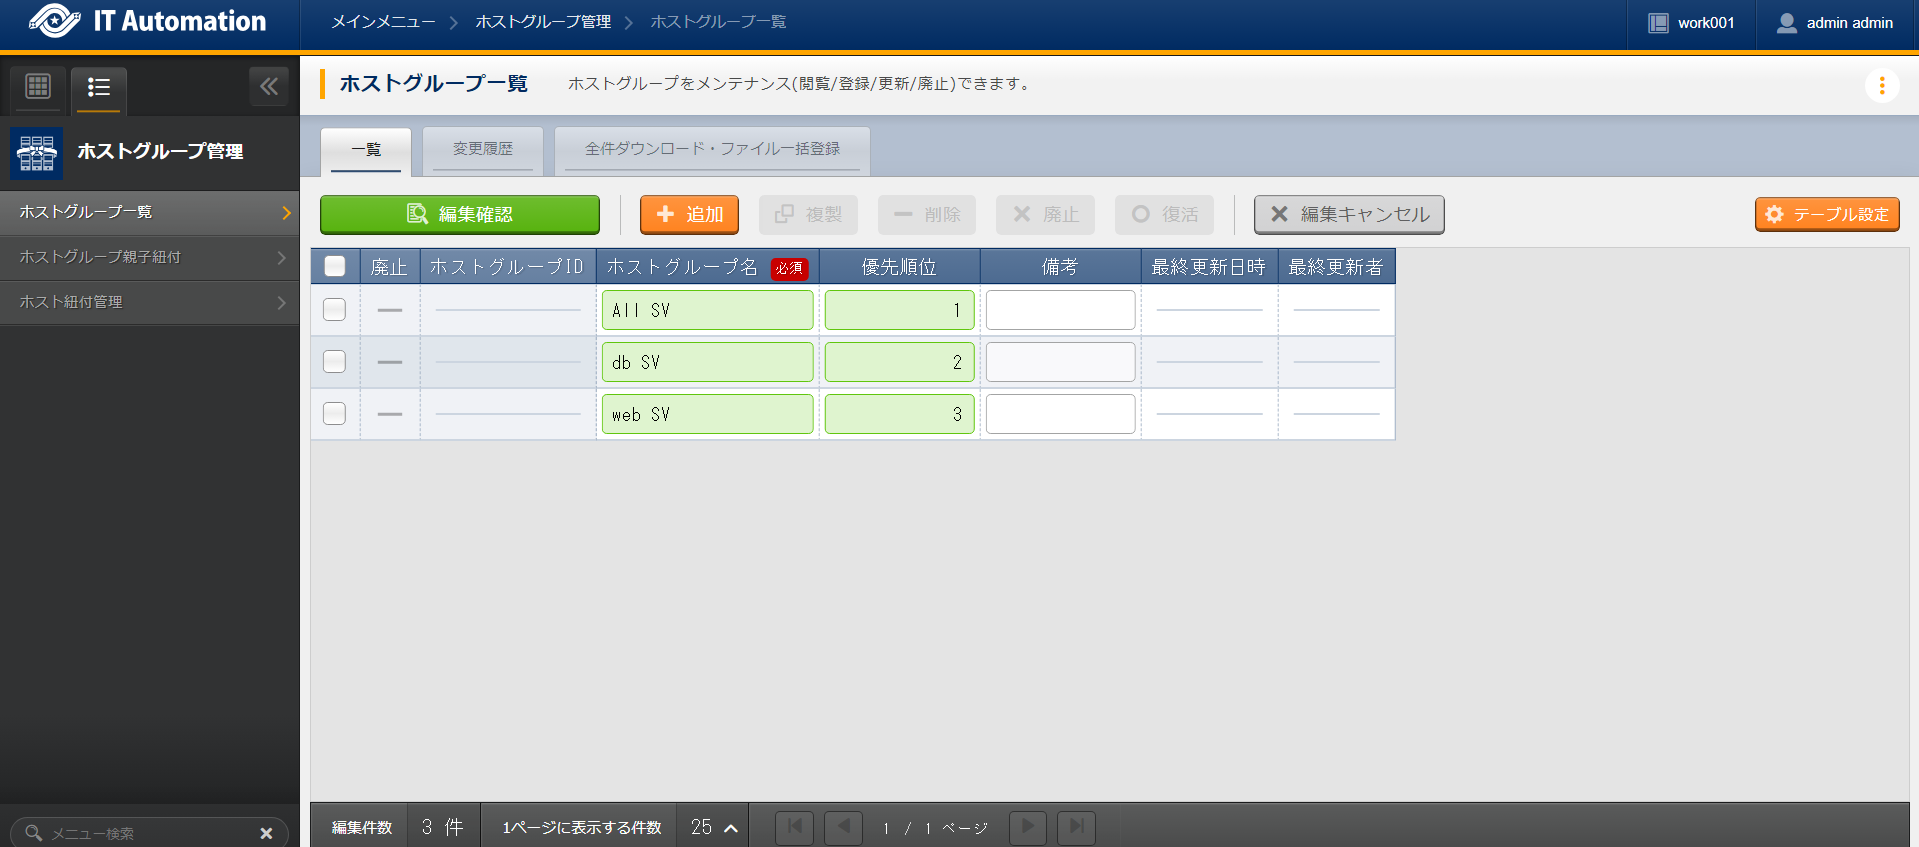 IT Automation
メインメニュー ホストグループ管理 ホストグループ一覧
work001
admin admin
ホストグループ管理
ホストグループ一覧
ホストグループ親子紐付
ホスト紐付管理
メニュー検索
ホストグループ一覧 ホストグループをメンテナンス(閲覧/登録/更新/廃止)できます。
一覧 変更履歴 全件ダウンロード・ファイル一括登録
編集確認 追加 複製 削除 廃止 復活 編集キャンセル テーブル設定
廃止 ホストグループID ホストグループ名 必須 優先順位 備考 最終更新日時 最終更新者
All SV 1
db SV 2
web SV 3
編集件数 3 件 1ページに表示する件数 25 1 / 1 ページ